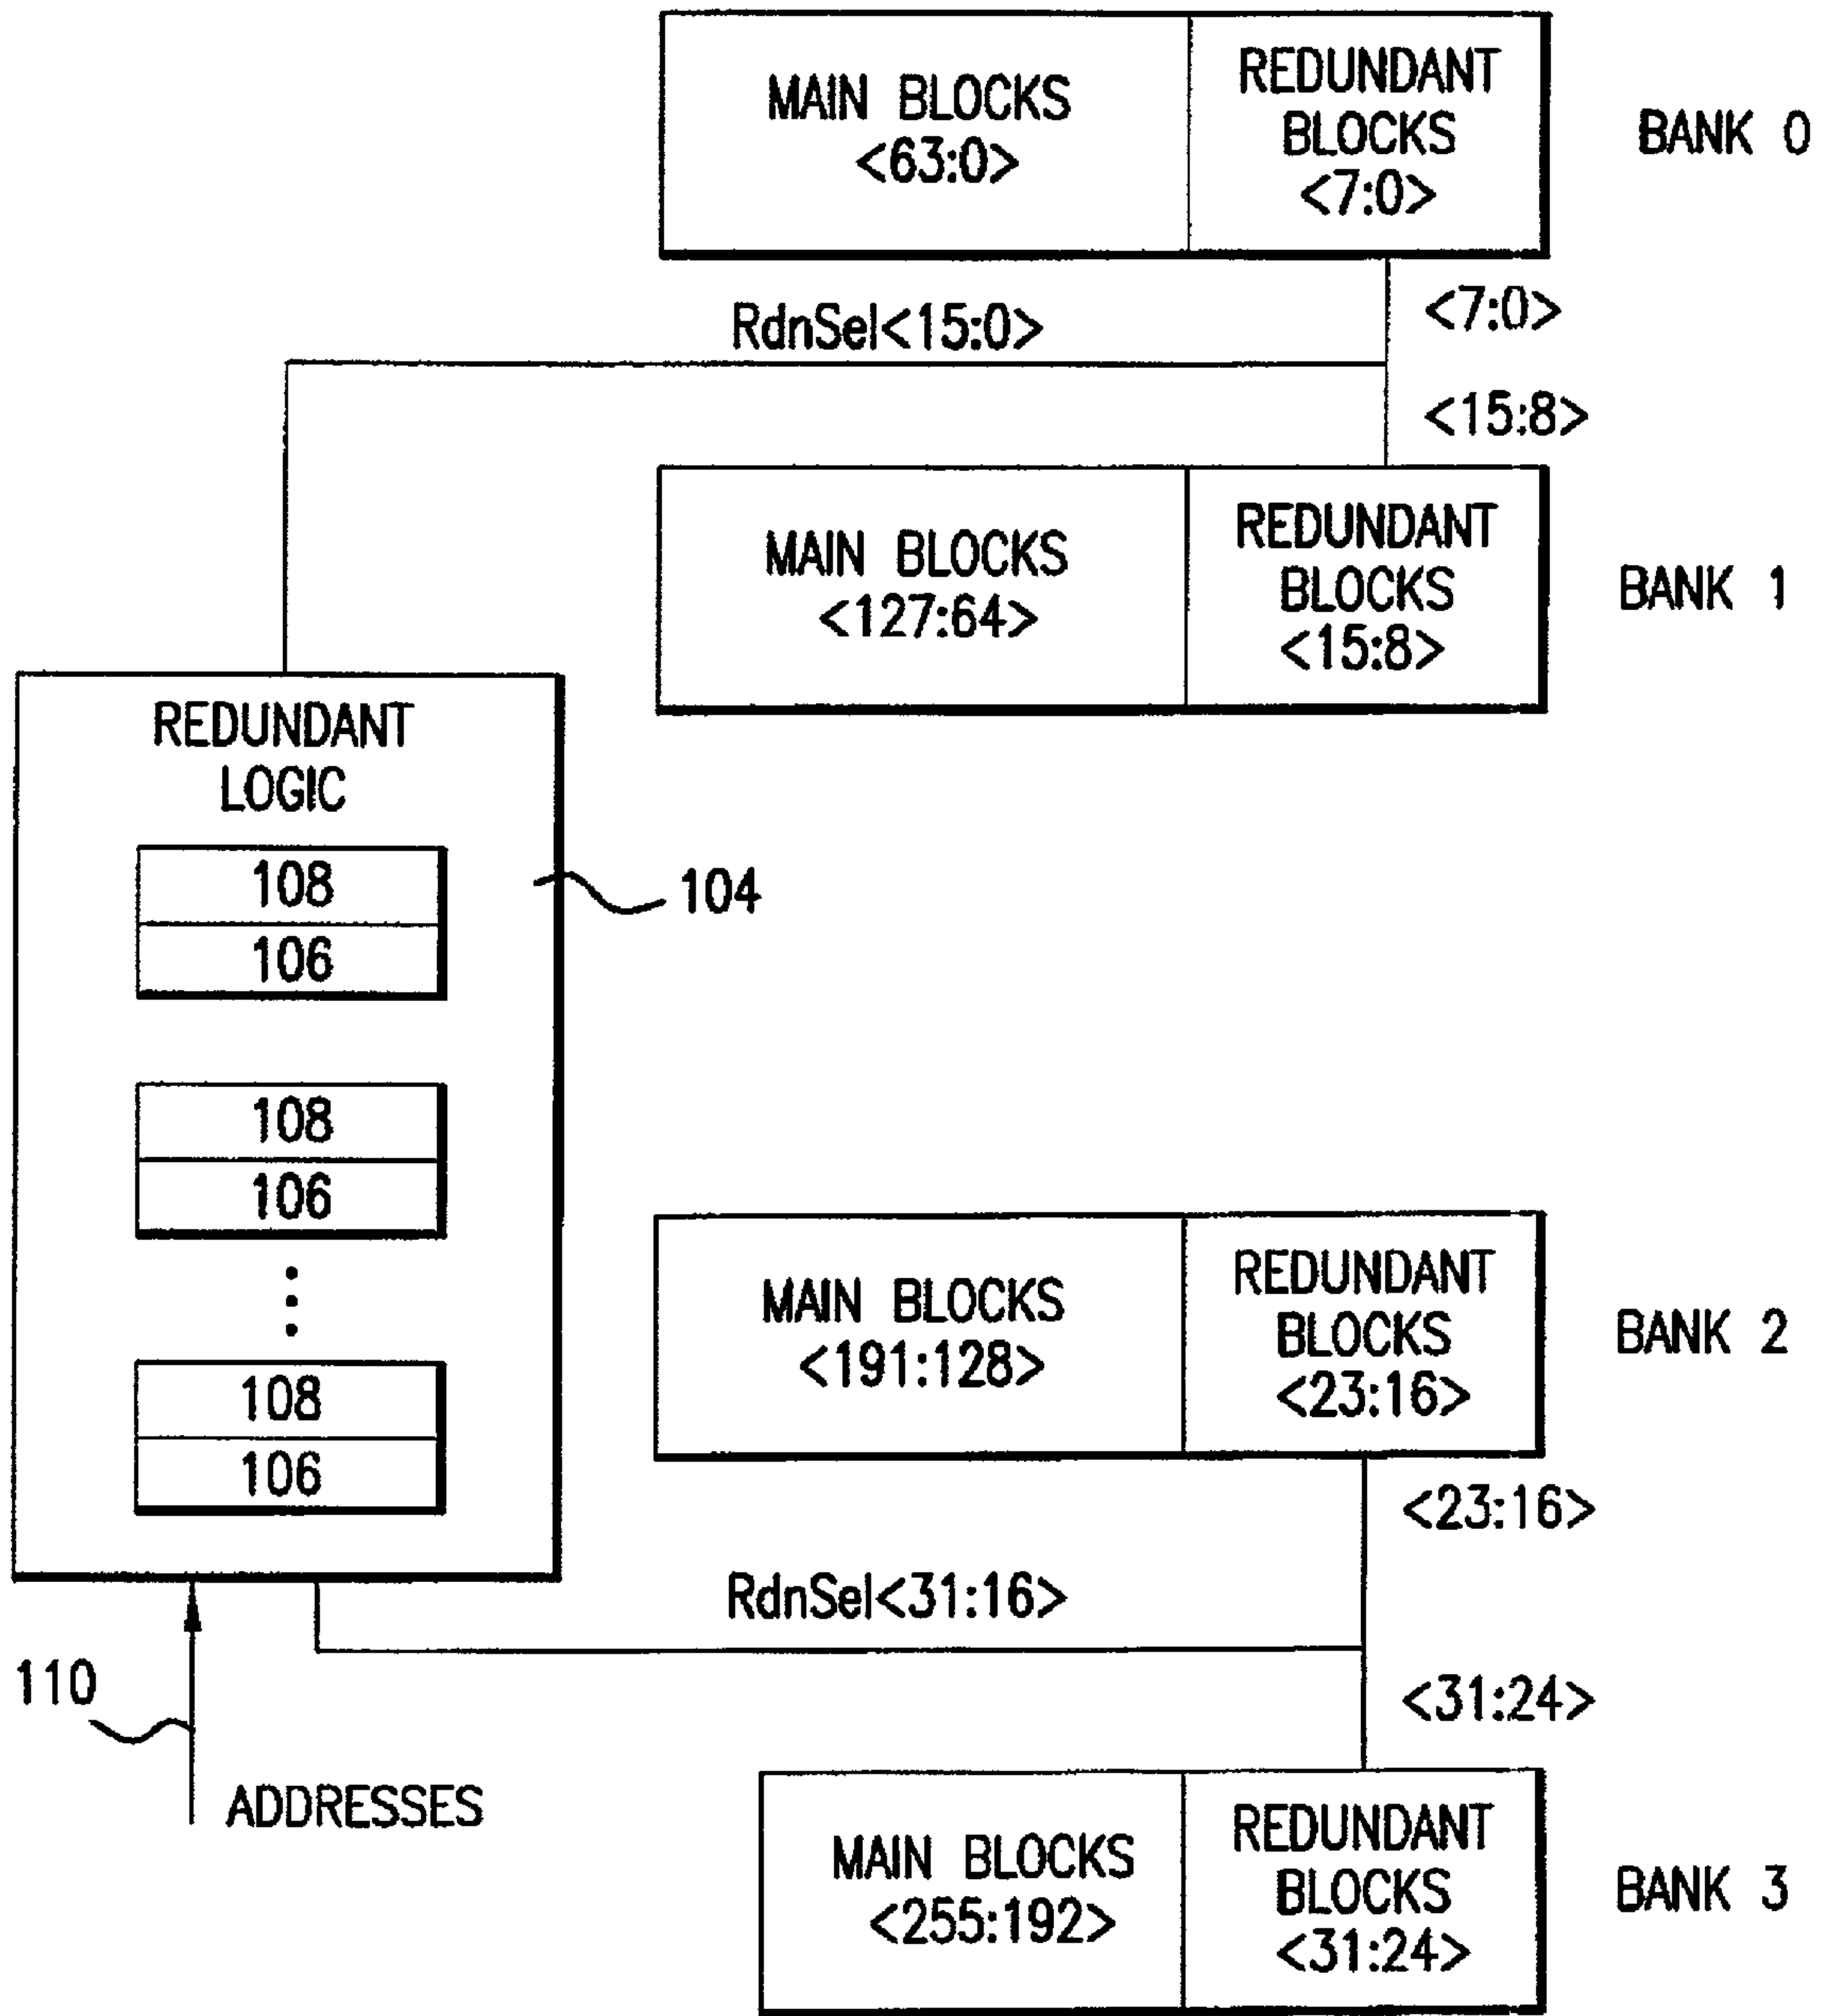 MAIN BLOCKS
<63:0>
REDUNDANT
BLOCKS
<7:0>
BANK 0
RdnSel<15:0>
<7:0>
<15:8>
MAIN BLOCKS
<127:64>
REDUNDANT
BLOCKS
<15:8>
BANK 1
REDUNDANT
LOGIC
108
106
104
108
106
108
106
MAIN BLOCKS
<191:128>
REDUNDANT
BLOCKS
<23:16>
BANK 2
<23:16>
RdnSel<31:16>
<31:24>
110
ADDRESSES
MAIN BLOCKS
<255:192>
REDUNDANT
BLOCKS
<31:24>
BANK 3